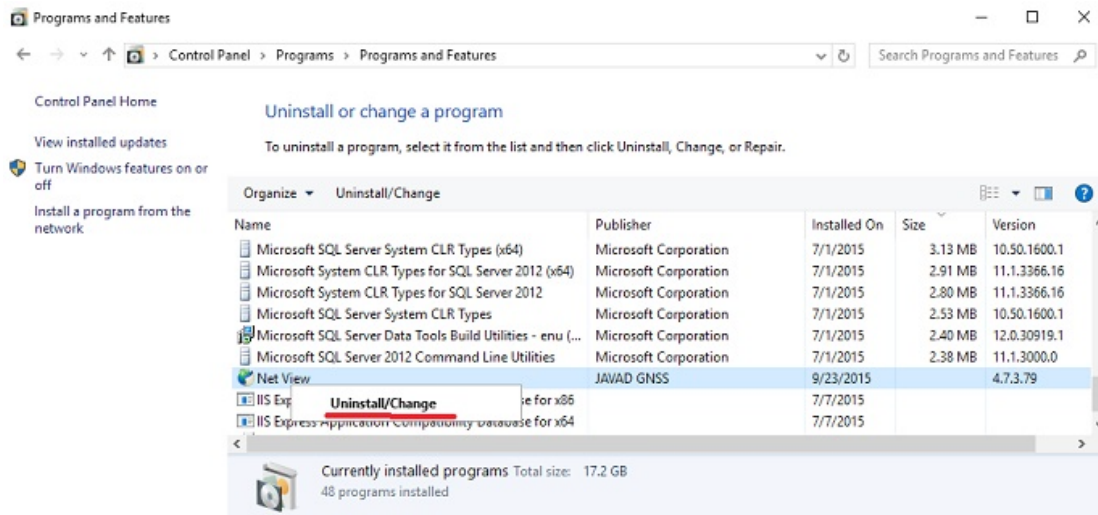 Programs and Features
Control Panel > Programs > Programs and Features
Search Programs and Features
Control Panel Home
View installed updates
Turn Windows features on or
off
Install a program from the
network
Uninstall or change a program
To uninstall a program, select it from the list and then click Uninstall, Change, or Repair.
Organize Uninstall/Change
Name Publisher Installed On Size Version
Microsoft SQL Server System CLR Types (x64) Microsoft Corporation 7/1/2015 3.13 MB 10.50.1600.1
Microsoft System CLR Types for SQL Server 2012 (x64) Microsoft Corporation 7/1/2015 2.91 MB 11.1.3366.16
Microsoft System CLR Types for SQL Server 2012 Microsoft Corporation 7/1/2015 2.80 MB 11.1.3366.16
Microsoft SQL Server System CLR Types Microsoft Corporation 7/1/2015 2.53 MB 10.50.1600.1
Microsoft SQL Server Data Tools Build Utilities - enu (... Microsoft Corporation 7/1/2015 2.40 MB 12.0.30919.1
Microsoft SQL Server 2012 Command Line Utilities Microsoft Corporation 7/1/2015 2.38 MB 11.1.3000.0
Net View JAVAD GNSS 9/23/2015 4.7.3.79
IIS Exp se for x86 7/7/2015
Uninstall/Change
IIS Express Application Compatibility Database for x64 7/7/2015
Currently installed programs Total size: 17.2 GB
48 programs installed